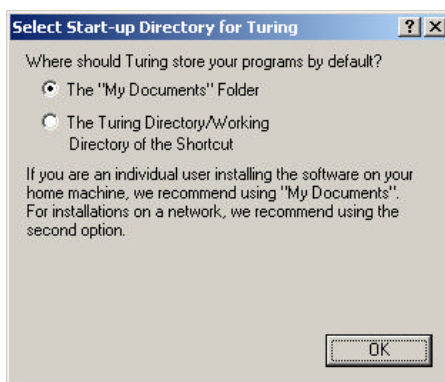 Select Start-up Directory for Turing
Where should Turing store your programs by default?
The "My Documents" Folder
The Turing Directory/Working
Directory of the Shortcut
If you are an individual user installing the software on your
home machine, we recommend using "My Documents".
For installations on a network, we recommend using the
second option.
OK